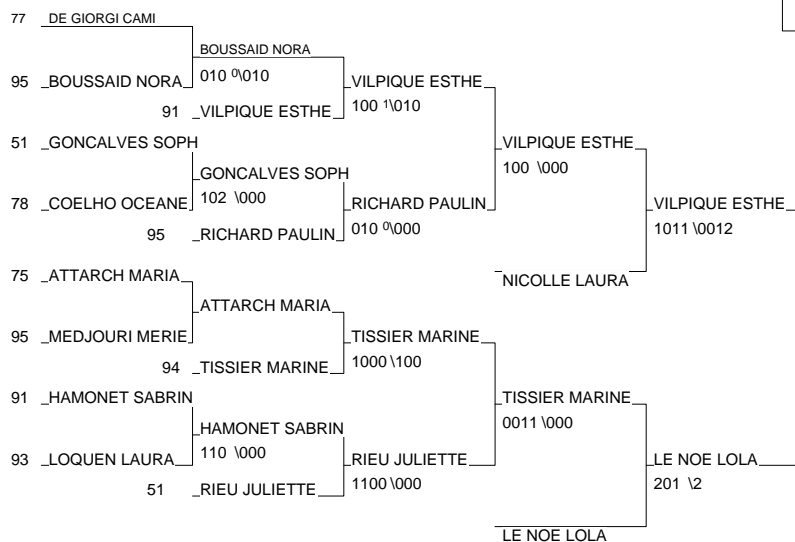 77 DE GIORGI CAMI
BOUSSAID NORA
95 BOUSSAID NORA 010 0\010 VILPIQUE ESTHE
91 VILPIQUE ESTHE 100 1\010
51 GONCALVES SOPH VILPIQUE ESTHE
GONCALVES SOPH 100 \000
78 COELHO OCEANE 102 \000 RICHARD PAULIN VILPIQUE ESTHE
95 RICHARD PAULIN 010 0\000 1011 \0012
75 ATTARCH MARIA NICOLLE LAURA
ATTARCH MARIA
95 MEDJOURI MERIE TISSIER MARINE
94 TISSIER MARINE 1000 \100
91 HAMONET SABRIN TISSIER MARINE
HAMONET SABRIN 0011 \000
93 LOQUEN LAURA 110 \000 RIEU JULIETTE LE NOE LOLA
51 RIEU JULIETTE 1100 \000 201 \2
LE NOE LOLA